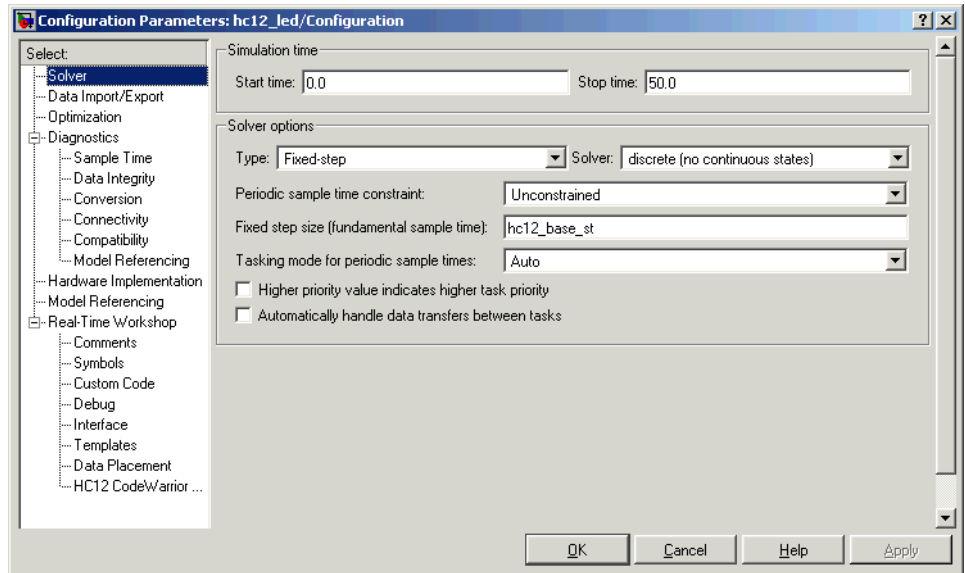 Configuration Parameters: hc12_led/Configuration
Select:
Solver
Data Import/Export
Optimization
Diagnostics
Sample Time
Data Integrity
Conversion
Connectivity
Compatibility
Model Referencing
Hardware Implementation
Model Referencing
Real-Time Workshop
Comments
Symbols
Custom Code
Debug
Interface
Templates
Data Placement
HC12 CodeWarrior ...
Simulation time
Start time: 0.0 Stop time: 50.0
Solver options
Type: Fixed-step Solver: discrete (no continuous states)
Periodic sample time constraint: Unconstrained
Fixed step size (fundamental sample time): hc12_base_st
Tasking mode for periodic sample times: Auto
Higher priority value indicates higher task priority
Automatically handle data transfers between tasks
OK Cancel Help Apply